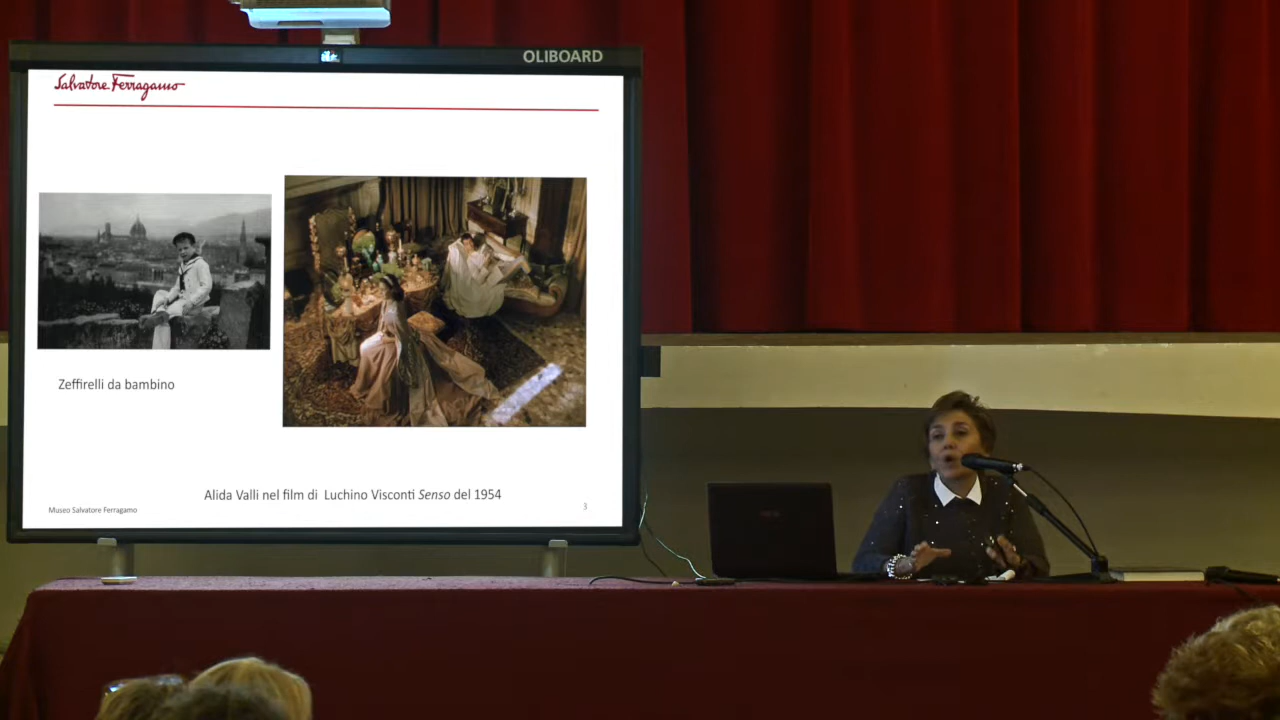 OLIBOARD
Salvatore Ferragamo
Zeffirelli da bambino
Alida Valli nel film di Luchino Visconti Senso del 1954
Museo Salvatore Ferragamo
3